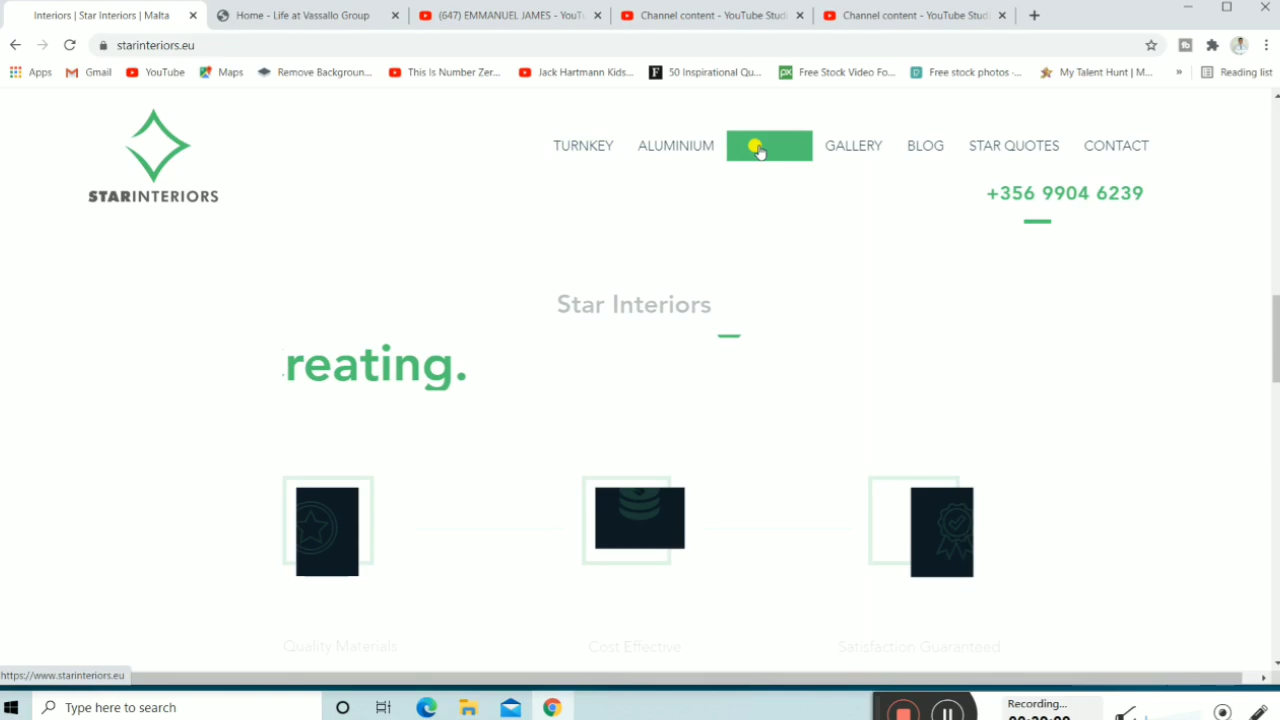 Interiors | Star Interiors | Malta
Home - Life at Vassallo Group
(647) EMMANUEL JAMES - YouTu
Channel content - YouTube Studi
Channel content - YouTube Studi
starinteriors.eu
Apps
Gmail
YouTube
Maps
Remove Backgroun...
This Is Number Zer...
Jack Hartmann Kids...
50 Inspirational Qu...
Free Stock Video Fo...
Free stock photos ·...
My Talent Hunt | M...
»
Reading list
STARINTERIORS
TURNKEY
ALUMINIUM
GALLERY
BLOG
STAR QUOTES
CONTACT
+356 9904 6239
Star Interiors
reating.
Quality Materials
Cost Effective
Satisfaction Guaranteed
https://www.starinteriors.eu
Type here to search
Recording...